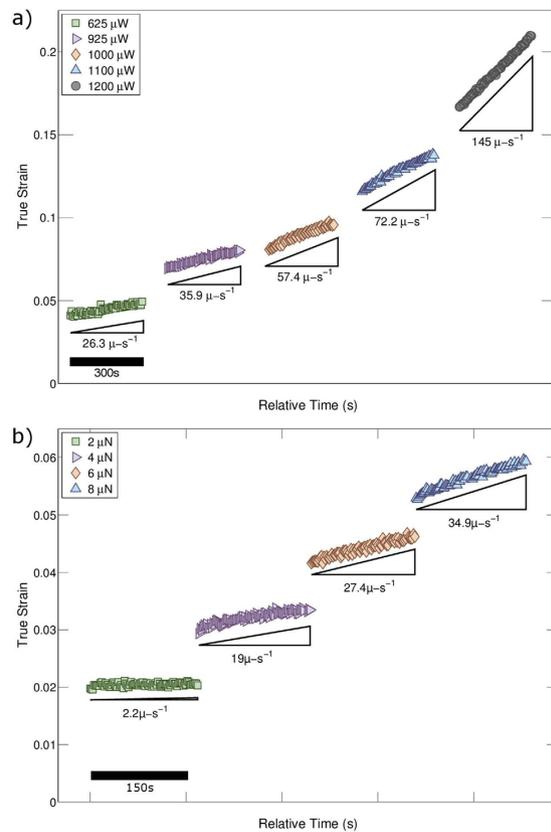 a)
625 μW
925 μW
1000 μW
1100 μW
1200 μW
0.2
0.15
0.1
0.05
0
True Strain
26.3 μ−s⁻¹
35.9 μ−s⁻¹
57.4 μ−s⁻¹
72.2 μ−s⁻¹
145 μ−s⁻¹
300s
Relative Time (s)
b)
2 μN
4 μN
6 μN
8 μN
0.06
0.05
0.04
0.03
0.02
0.01
0
True Strain
2.2μ−s⁻¹
19μ−s⁻¹
27.4μ−s⁻¹
34.9μ−s⁻¹
150s
Relative Time (s)